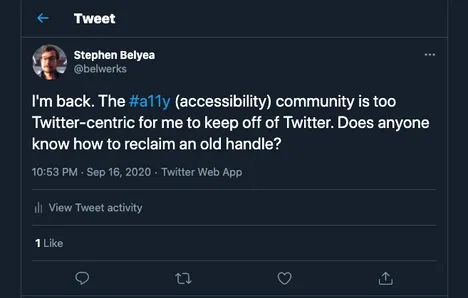 Tweet
Stephen Belyea
@belwerks
I'm back. The #a11y (accessibility) community is too
Twitter-centric for me to keep off of Twitter. Does anyone
know how to reclaim an old handle?
10:53 PM · Sep 16, 2020 · Twitter Web App
View Tweet activity
1 Like